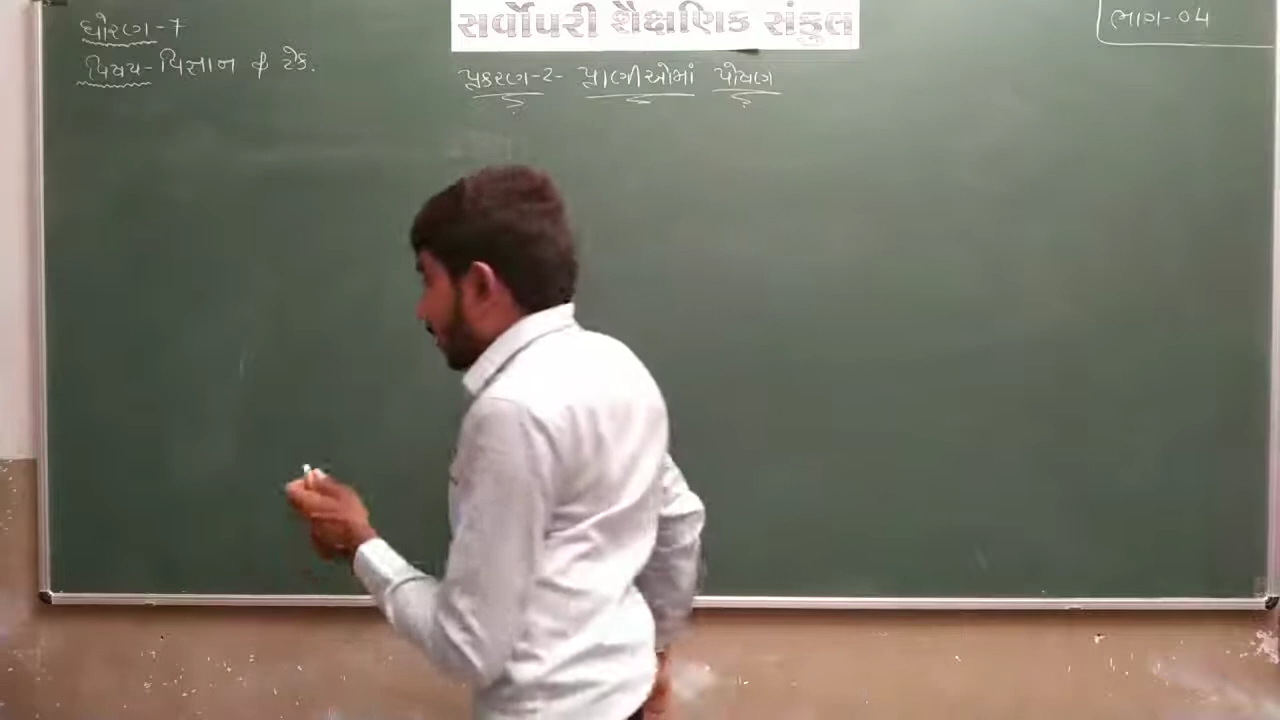 સર્વોપરી શૈક્ષણિક સંકુલ
ધોરણ-7
ભાગ-04
વિષય-વિજ્ઞાન & ટેક.
પ્રકરણ-2- પ્રાણીઓમાં પોષણ